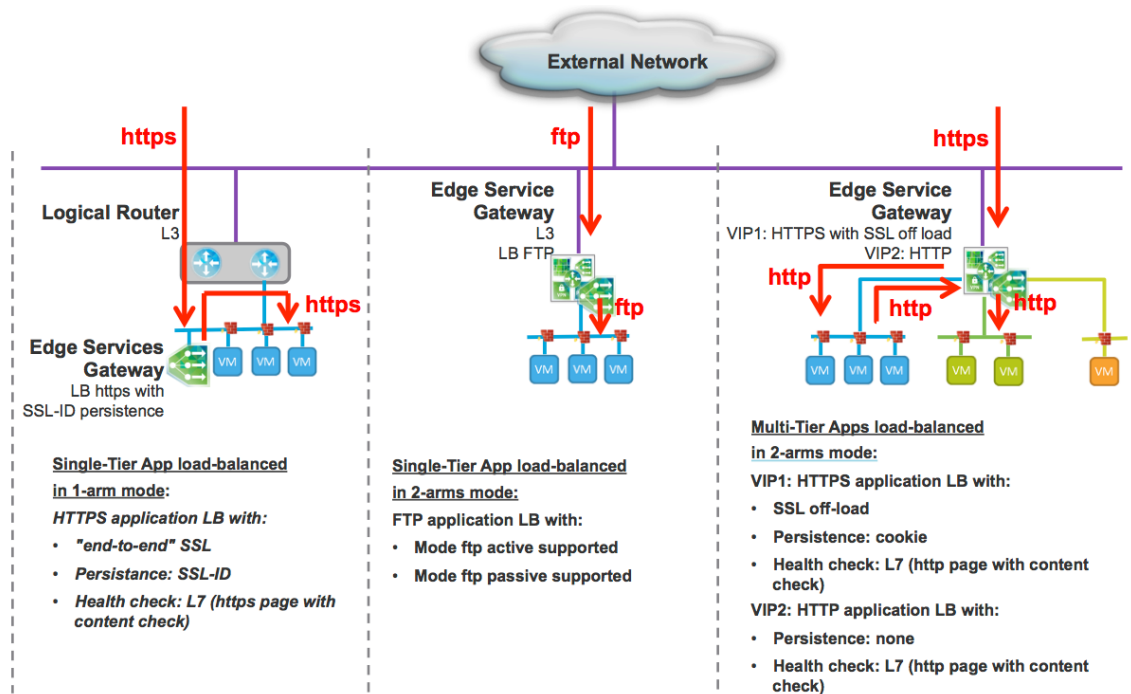 External Network
https
Logical Router
L3
https
Edge Services
Gateway
LB https with
SSL-ID persistence
VM
VM
VM
Single-Tier App load-balanced
in 1-arm mode:
HTTPS application LB with:
• "end-to-end" SSL
• Persistance: SSL-ID
• Health check: L7 (https page with
content check)
ftp
Edge Service
Gateway
L3
LB FTP
ftp
VM
VM
VM
Single-Tier App load-balanced
in 2-arms mode:
FTP application LB with:
• Mode ftp active supported
• Mode ftp passive supported
https
Edge Service
Gateway
VIP1: HTTPS with SSL off load
VIP2: HTTP
http
http
http
VM
VM
VM
VM
VM
VM
Multi-Tier Apps load-balanced
in 2-arms mode:
VIP1: HTTPS application LB with:
• SSL off-load
• Persistence: cookie
• Health check: L7 (http page with content
check)
VIP2: HTTP application LB with:
• Persistence: none
• Health check: L7 (http page with content
check)